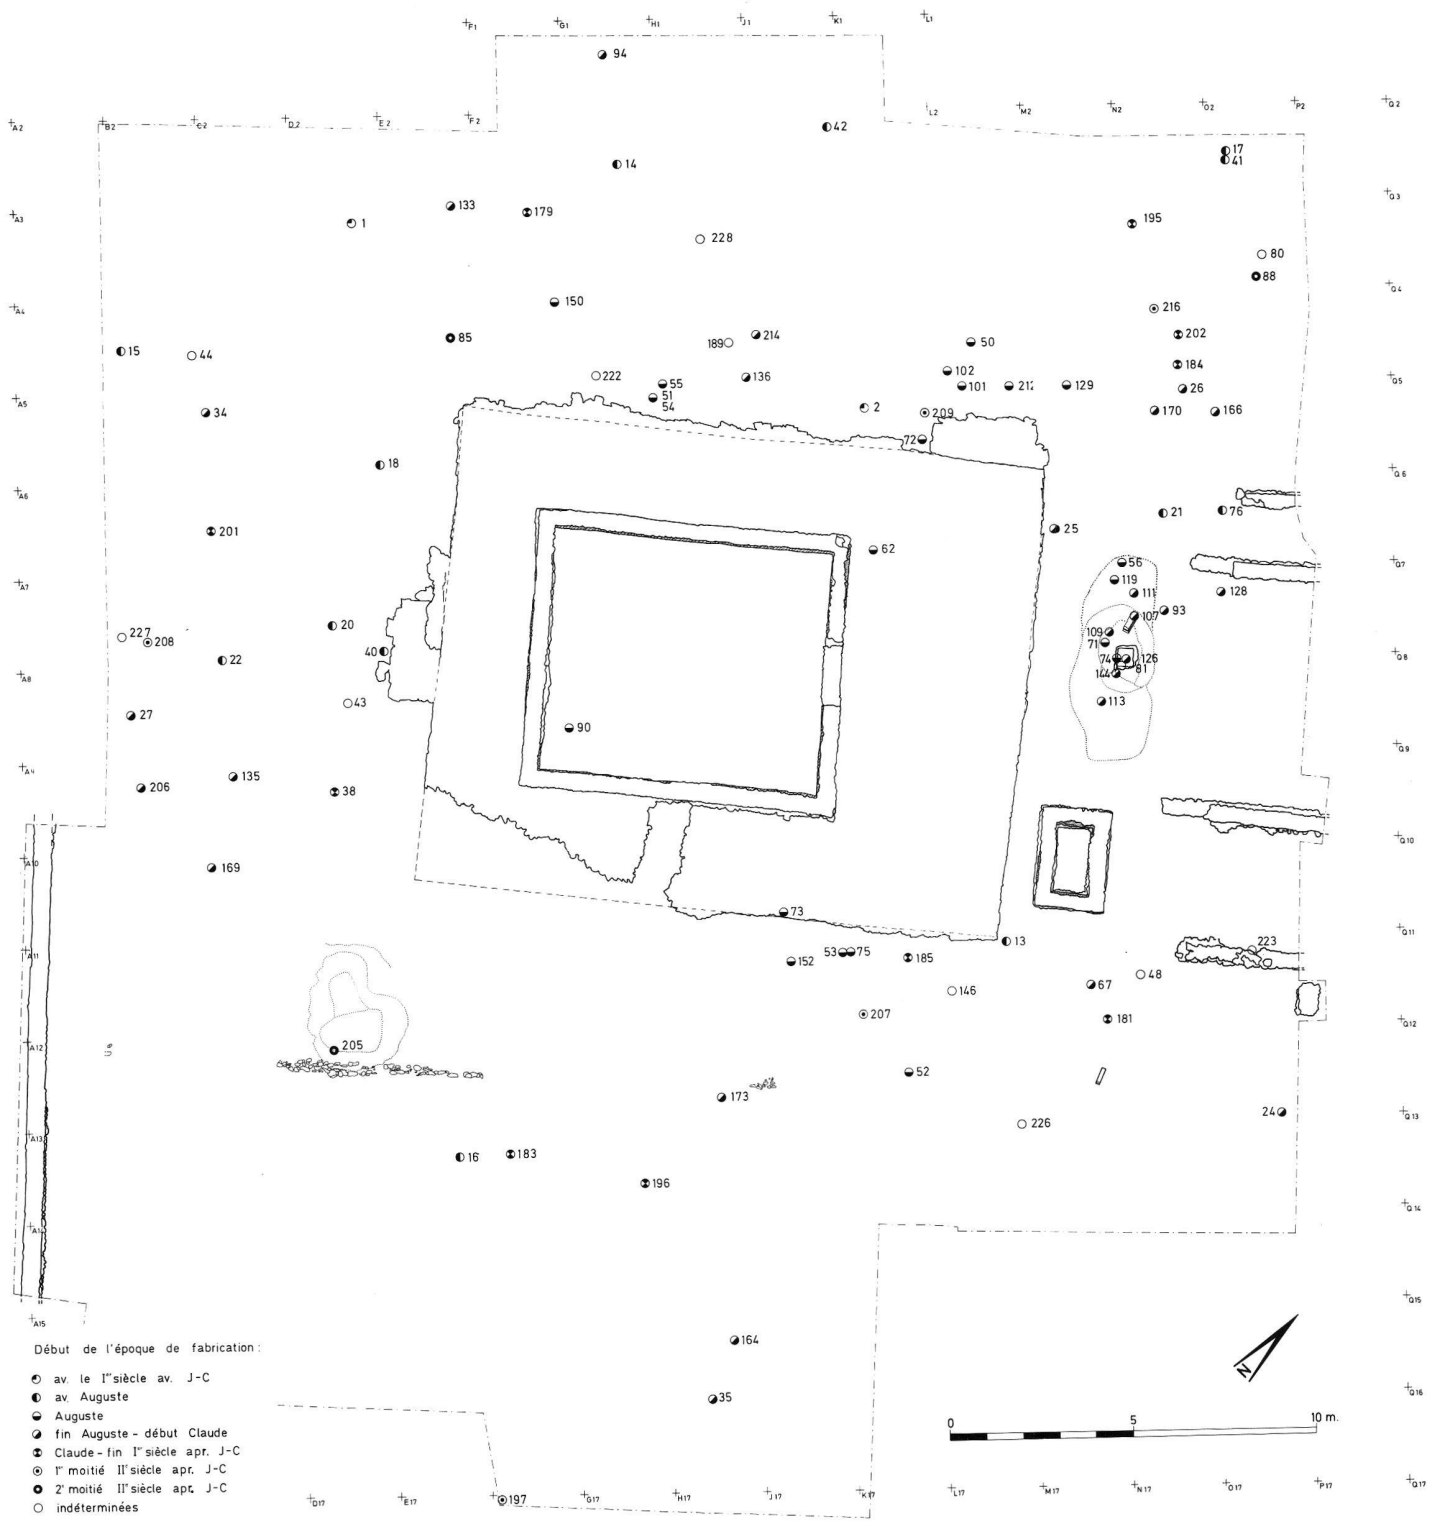 F1 G1 H1 J1 K1 L1
94
A2 B2 C2 D2 E2 F2 L2 M2 N2 O2 P2 Q2
42
17
41
14
A3 133 179 195 Q3
1
228
80
88
A4 150 216 Q4
85 214 202
15 44 189 50
184
222 55 136 102 101 212 129 26 Q5
51
54
A5 34 2 209 170 166
72
18 Q6
A6 21 76
201 25
62
56 Q7
A7 119
111 128
107 93
20 109
227 208 71
22 40 74 126 Q8
81
144
A8 43 113
27
90
Q9
A4 135
206 38
Q10
A10 169
73
13 Q11
A11 53 75 185 223
152 48
146 67
207 181 Q12
A12 205
52
173
24 Q13
226
A13
16 183
196
A14 Q14
Q15
A15
164
Début de l'époque de fabrication :
av. le Iᵉʳ siècle av. J-C
av. Auguste
Auguste
fin Auguste - début Claude
Claude - fin Iᵉʳ siècle apr. J-C
1ᵉ moitié IIᵉ siècle apr. J-C
2ᵉ moitié IIᵉ siècle apr. J-C
indéterminées
35
N
Q16
0 5 10 m.
D17 E17 197 G17 H17 J17 K17 L17 M17 N17 O17 P17 Q17